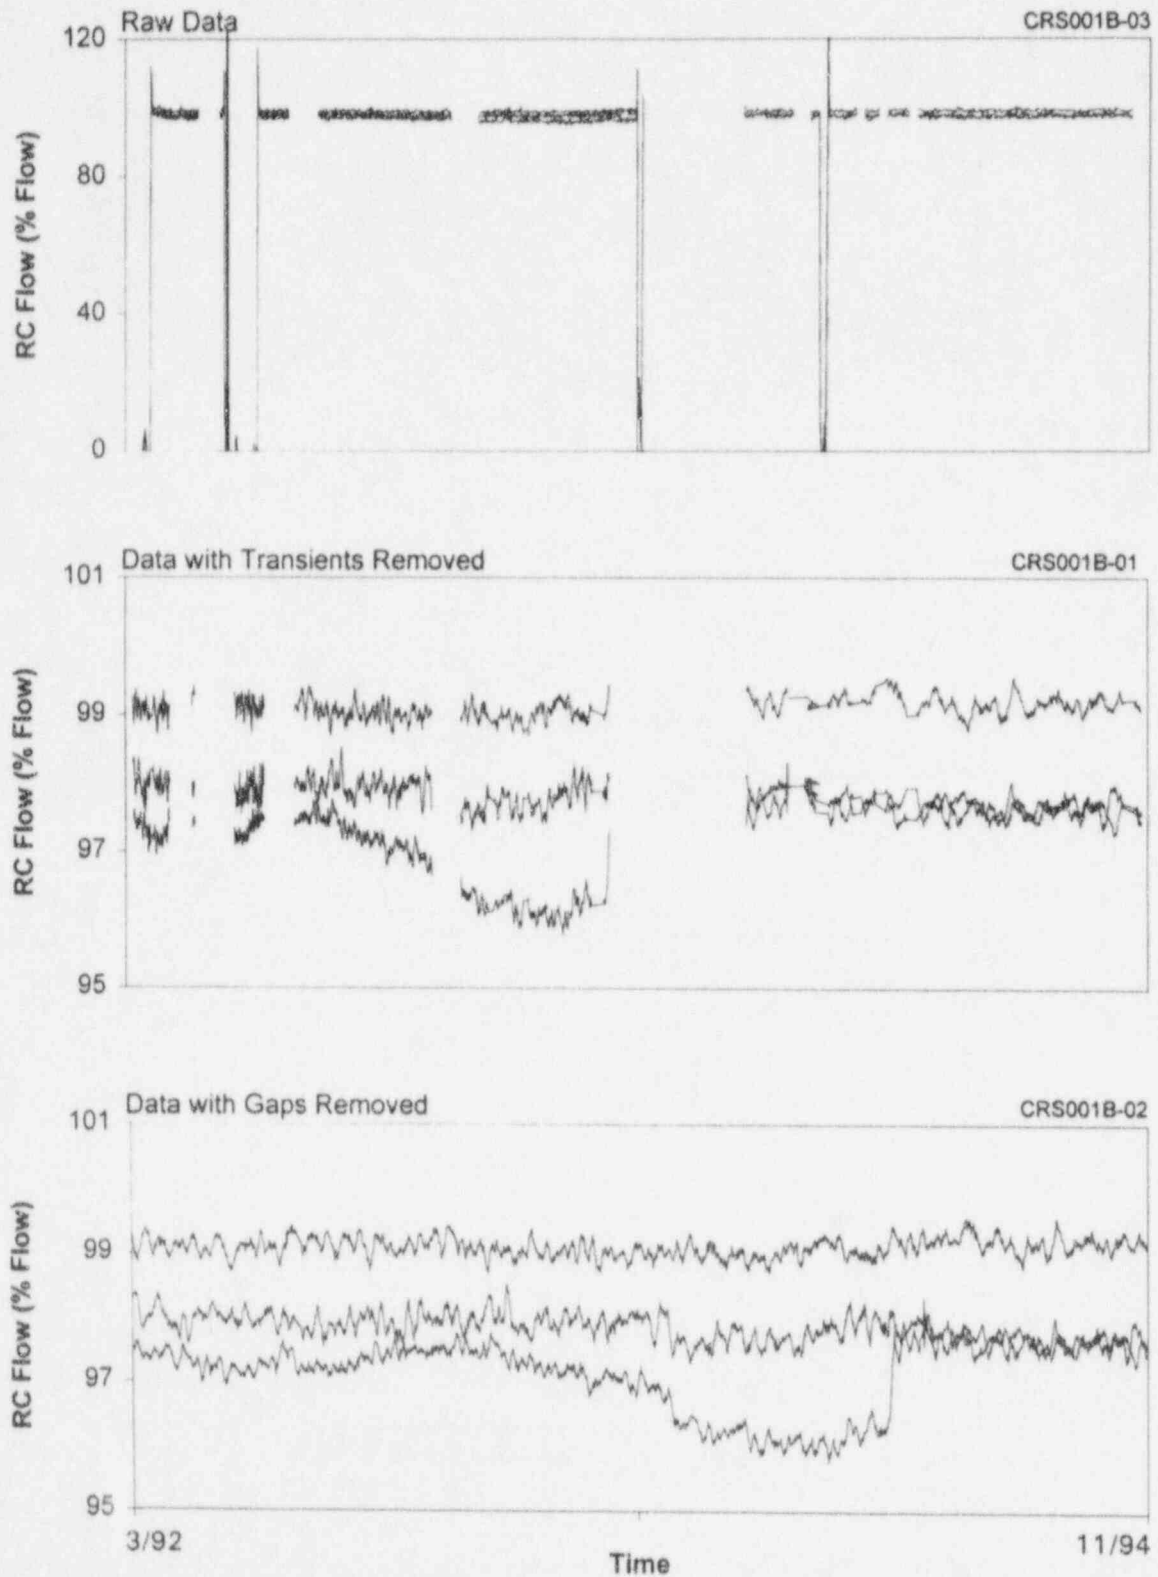 Raw Data CRS001B-03
120
80
40
0
RC Flow (% Flow)
Data with Transients Removed CRS001B-01
101
99
97
95
RC Flow (% Flow)
Data with Gaps Removed CRS001B-02
101
99
97
95
RC Flow (% Flow)
3/92 11/94
Time